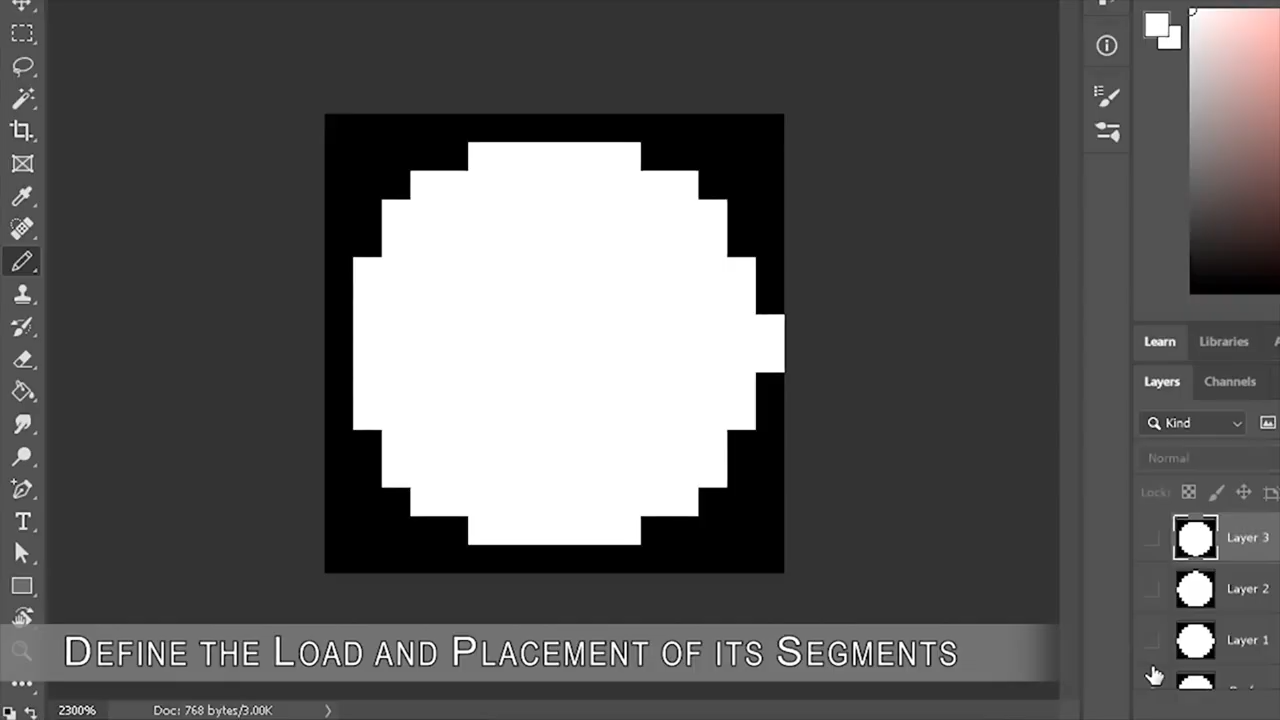 Learn Libraries
Layers Channels
Kind
Normal
Lock:
Layer 3
Layer 2
Layer 1
DEFINE THE LOAD AND PLACEMENT OF ITS SEGMENTS
2300% Doc: 768 bytes/3.00K